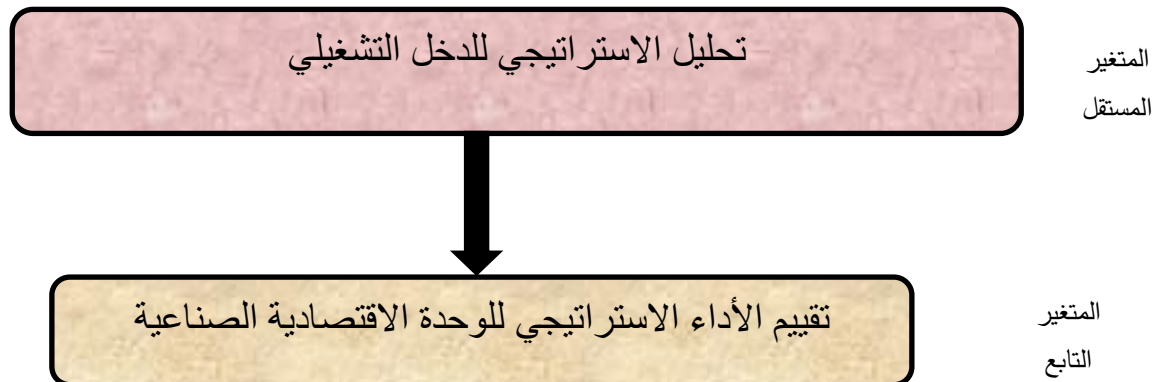 تحليل الاستراتيجي للدخل التشغيلي
المتغير
المستقل
تقييم الأداء الاستراتيجي للوحدة الاقتصادية الصناعية
المتغير
التابع